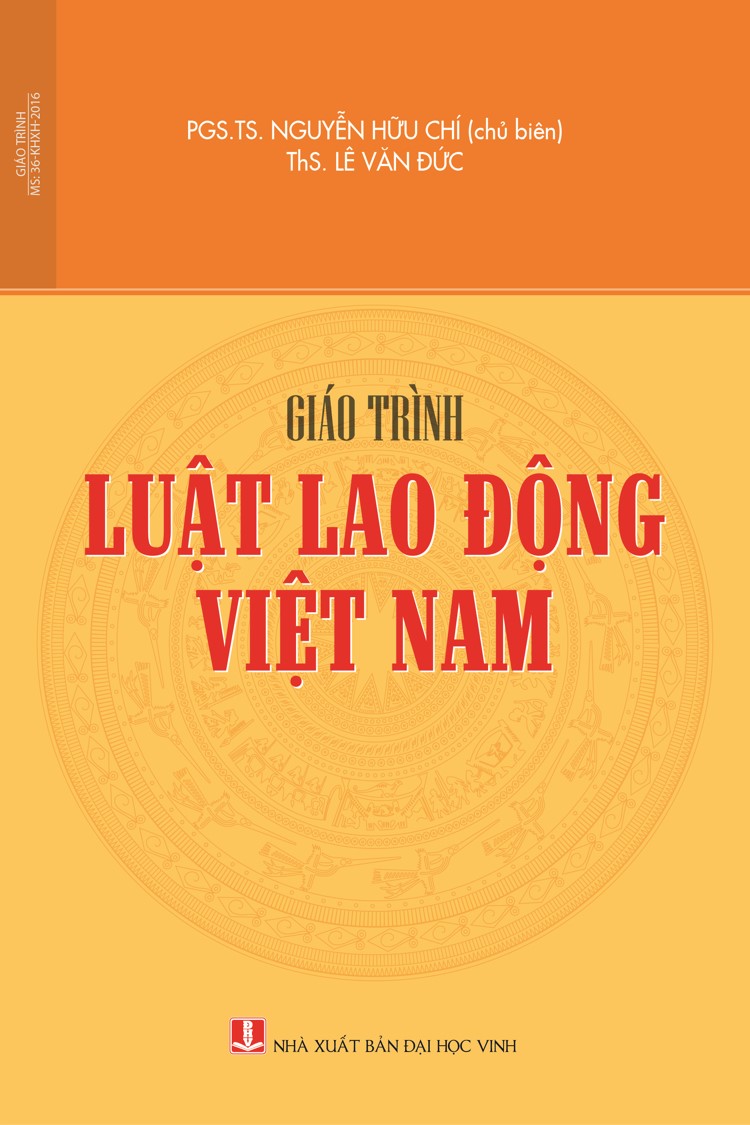 GIÁO TRÌNH
MS: 36-KHXH-2016
PGS.TS. NGUYỄN HỮU CHÍ (chủ biên)
ThS. LÊ VĂN ĐỨC
GIÁO TRÌNH
LUẬT LAO ĐỘNG
VIỆT NAM
ĐHV
NHÀ XUẤT BẢN ĐẠI HỌC VINH